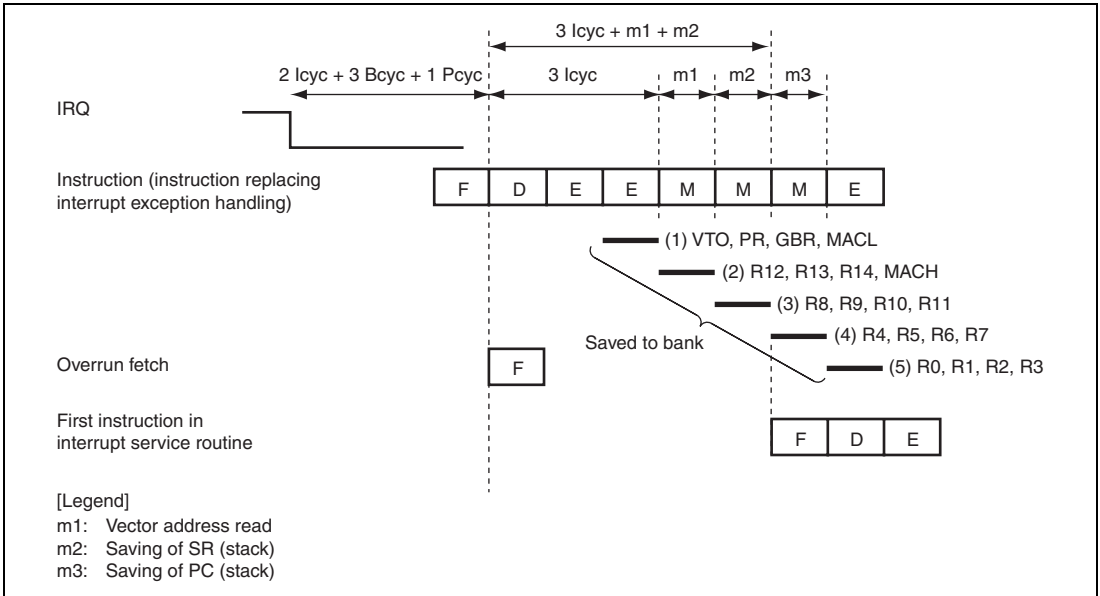 3 Icyc + m1 + m2
2 Icyc + 3 Bcyc + 1 Pcyc 3 Icyc m1 m2 m3
IRQ
Instruction (instruction replacing
interrupt exception handling)
F D E E M M M E
(1) VTO, PR, GBR, MACL
(2) R12, R13, R14, MACH
(3) R8, R9, R10, R11
(4) R4, R5, R6, R7
(5) R0, R1, R2, R3
Saved to bank
Overrun fetch
F
First instruction in
interrupt service routine
F D E
[Legend]
m1: Vector address read
m2: Saving of SR (stack)
m3: Saving of PC (stack)